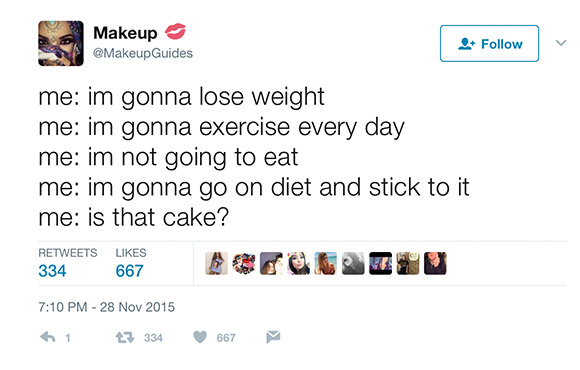 Makeup
@MakeupGuides
Follow
me: im gonna lose weight
me: im gonna exercise every day
me: im not going to eat
me: im gonna go on diet and stick to it
me: is that cake?
RETWEETS LIKES
334 667
7:10 PM - 28 Nov 2015
1 334 667